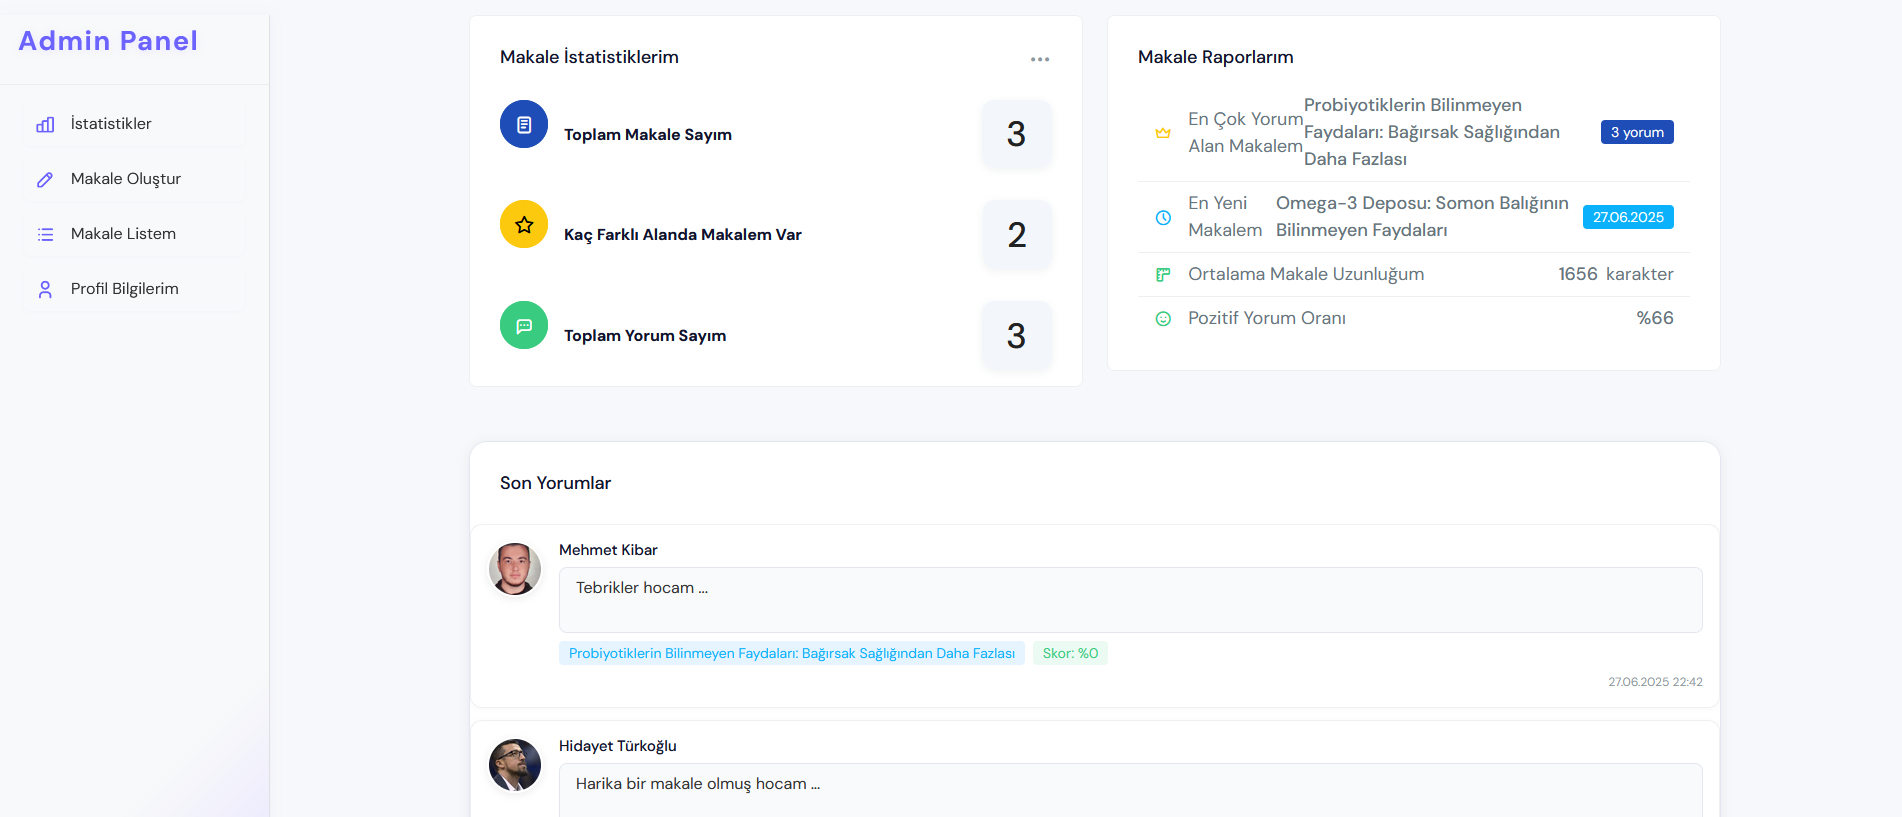 Admin Panel
İstatistikler
Makale Oluştur
Makale Listem
Profil Bilgilerim
Makale İstatistiklerim
Toplam Makale Sayım
3
Kaç Farklı Alanda Makalem Var
2
Toplam Yorum Sayım
3
Makale Raporlarım
En Çok Yorum
Alan Makalem
Probiyotiklerin Bilinmeyen
Faydaları: Bağırsak Sağlığından
Daha Fazlası
3 yorum
En Yeni
Makalem
Omega-3 Deposu: Somon Balığının
Bilinmeyen Faydaları
27.06.2025
Ortalama Makale Uzunluğum
1656 karakter
Pozitif Yorum Oranı
%66
Son Yorumlar
Mehmet Kibar
Tebrikler hocam ...
Probiyotiklerin Bilinmeyen Faydaları: Bağırsak Sağlığından Daha Fazlası
Skor: %0
27.06.2025 22:42
Hidayet Türkoğlu
Harika bir makale olmuş hocam ...